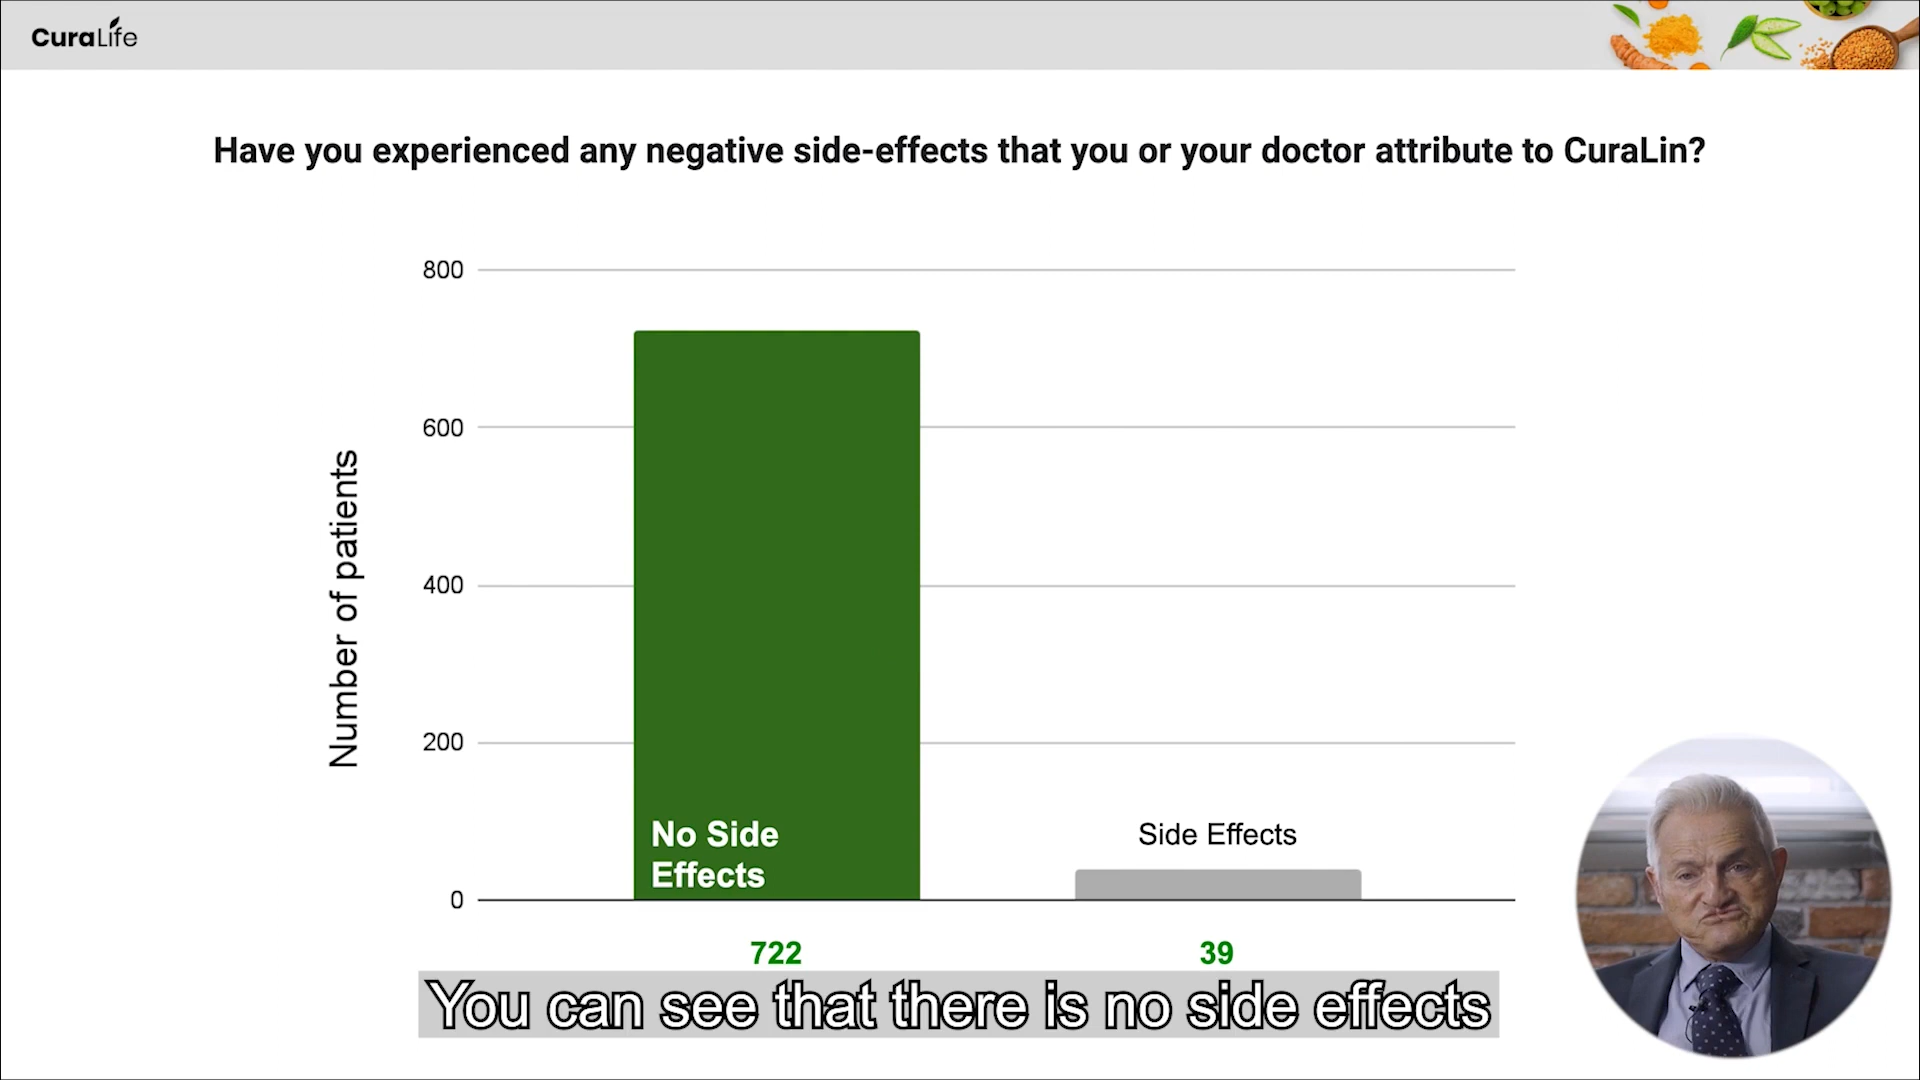 CuraLife
Have you experienced any negative side-effects that you or your doctor attribute to CuraLin?
800
600
400
200
0
Number of patients
No Side
Effects
Side Effects
722
39
You can see that there is no side effects